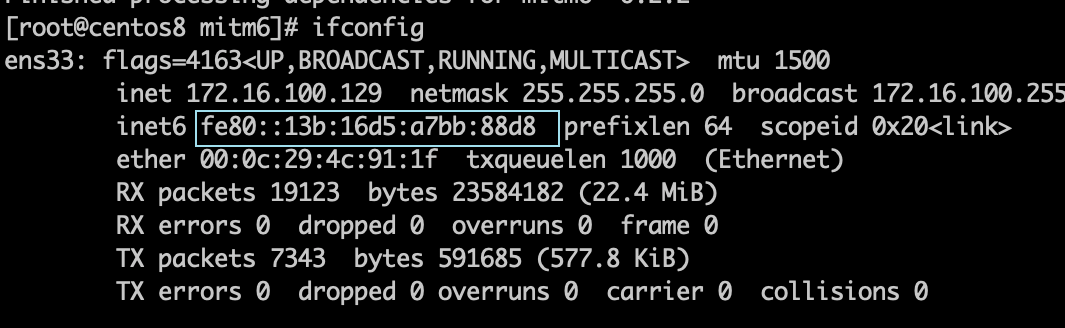 [root@centos8 mitm6]# ifconfig
ens33: flags=4163<UP,BROADCAST,RUNNING,MULTICAST>  mtu 1500
        inet 172.16.100.129  netmask 255.255.255.0  broadcast 172.16.100.255
        inet6 fe80::13b:16d5:a7bb:88d8  prefixlen 64  scopeid 0x20<link>
        ether 00:0c:29:4c:91:1f  txqueuelen 1000  (Ethernet)
        RX packets 19123  bytes 23584182 (22.4 MiB)
        RX errors 0  dropped 0  overruns 0  frame 0
        TX packets 7343  bytes 591685 (577.8 KiB)
        TX errors 0  dropped 0 overruns 0  carrier 0  collisions 0